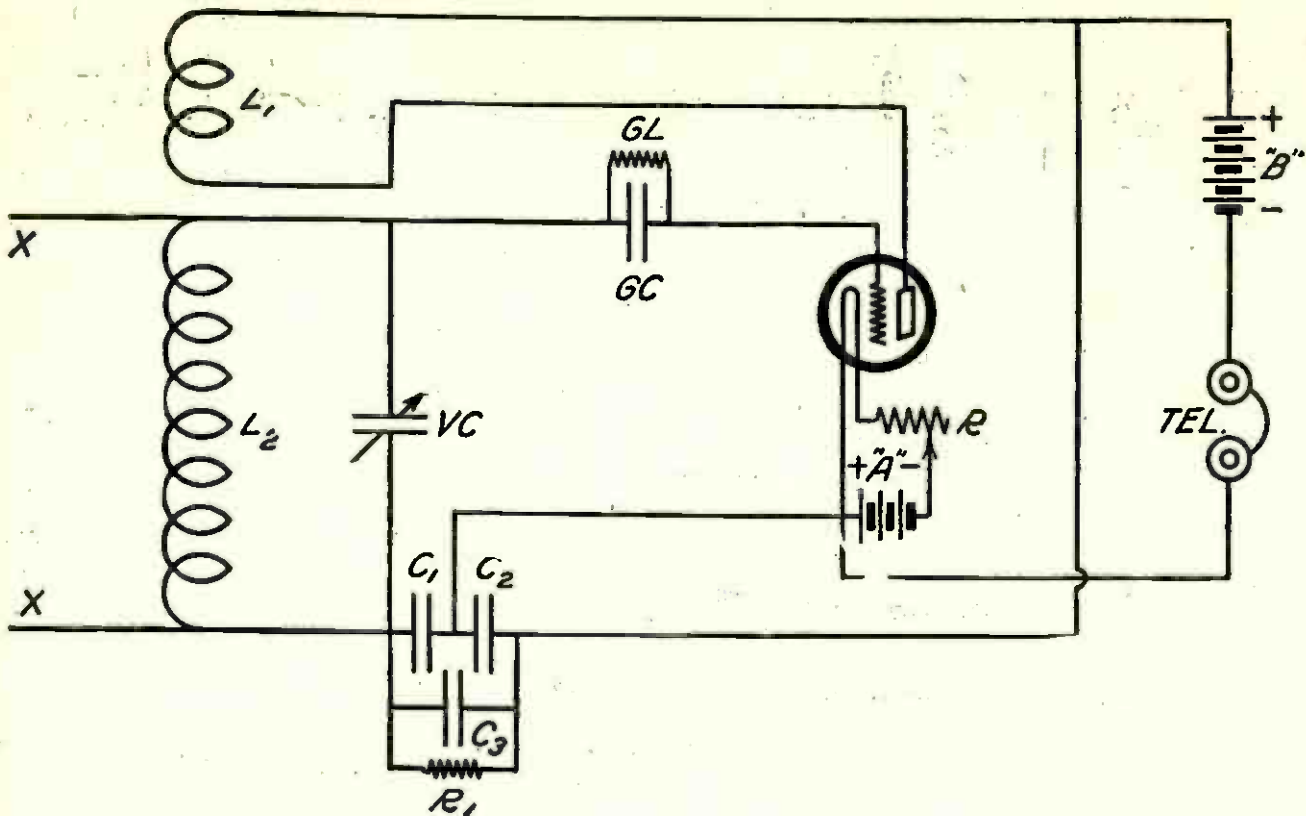 L₁
GL
+
"B"
-
X
GC
L₂
VC
R
TEL.
+"A"-
X
C₁
C₂
C₃
R₁